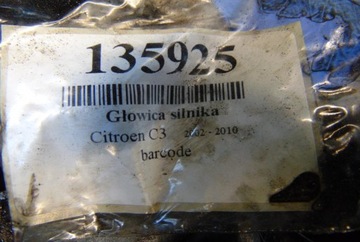 135925
Głowica silnika
Citroen C3 2002 - 2010
barcode